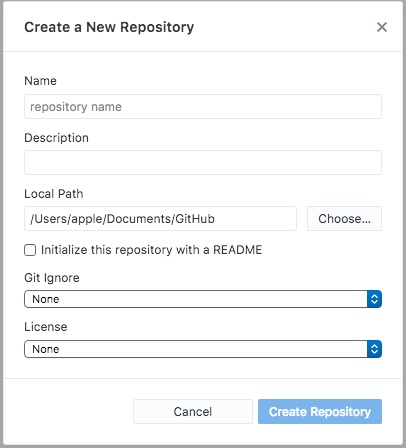 Create a New Repository
Name
repository name
Description
Local Path
/Users/apple/Documents/GitHub
Choose...
Initialize this repository with a README
Git Ignore
None
License
None
Cancel
Create Repository